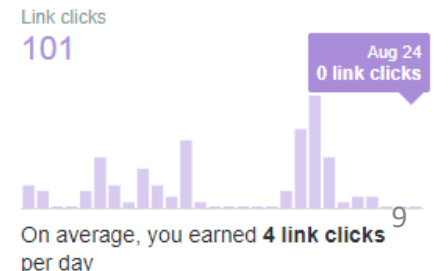 Link clicks
101
Aug 24
0 link clicks
9
On average, you earned 4 link clicks
per day